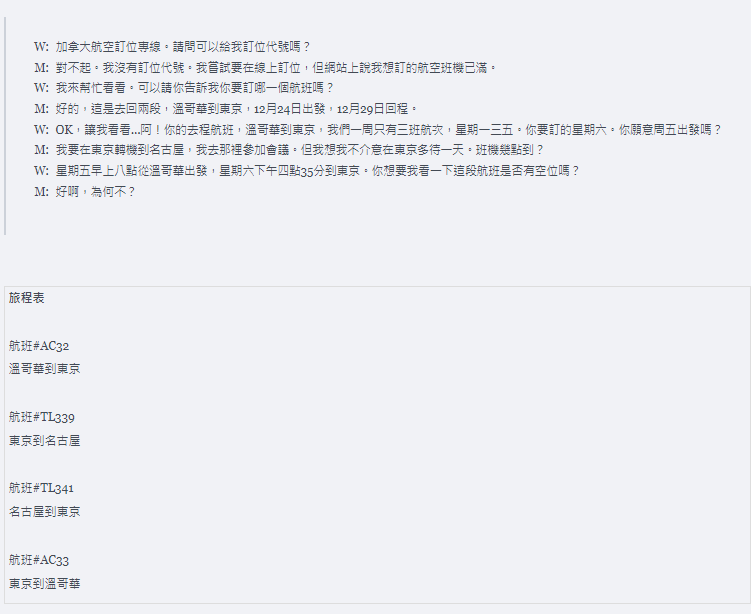 W: 加拿大航空訂位專線。請問可以給我訂位代號嗎？
M: 對不起。我沒有訂位代號。我嘗試要在線上訂位，但網站上說我想訂的航空班機已滿。
W: 我來幫忙看看。可以請你告訴我你要訂哪一個航班嗎？
M: 好的，這是去回兩段，溫哥華到東京，12月24日出發，12月29日回程。
W: OK，讓我看看...阿！你的去程航班，溫哥華到東京，我們一周只有三班航次，星期一三五。你要訂的星期六。你願意周五出發嗎？
M: 我要在東京轉機到名古屋，我去那裡參加會議。但我想我不介意在東京多待一天。班機幾點到？
W: 星期五早上八點從溫哥華出發，星期六下午四點35分到東京。你想要我看一下這段航班是否有空位嗎？
M: 好啊，為何不？
旅程表
航班#AC32
溫哥華到東京
航班#TL339
東京到名古屋
航班#TL341
名古屋到東京
航班#AC33
東京到溫哥華